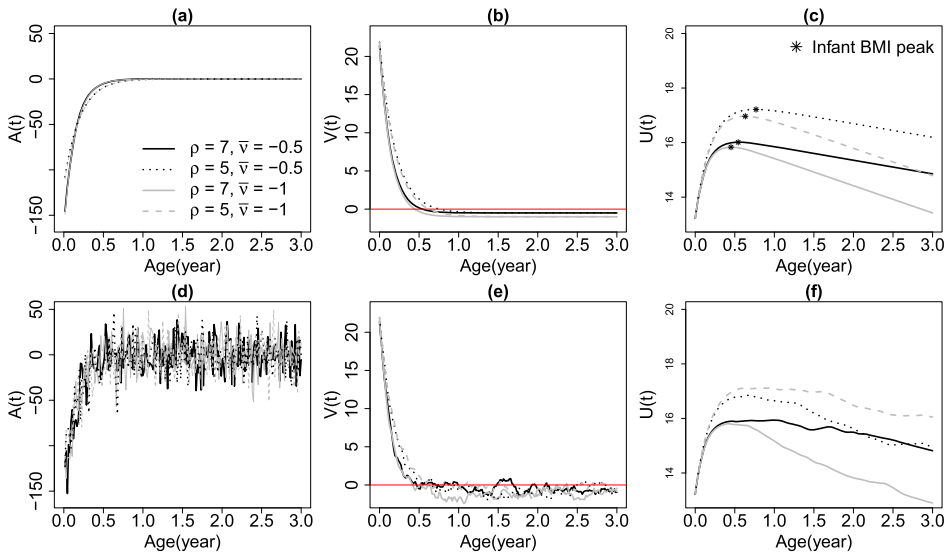 (a)
A(t)
50
0
−50
−150
ρ = 7, ν̅ = −0.5
ρ = 5, ν̅ = −0.5
ρ = 7, ν̅ = −1
ρ = 5, ν̅ = −1
0.0 0.5 1.0 1.5 2.0 2.5 3.0
Age(year)
(b)
V(t)
20
15
10
5
0
0.0 0.5 1.0 1.5 2.0 2.5 3.0
Age(year)
(c)
U(t)
20
18
16
14
✳ Infant BMI peak
0.0 0.5 1.0 1.5 2.0 2.5 3.0
Age(year)
(d)
A(t)
50
0
−50
−150
0.0 0.5 1.0 1.5 2.0 2.5 3.0
Age(year)
(e)
V(t)
20
15
10
5
0
0.0 0.5 1.0 1.5 2.0 2.5 3.0
Age(year)
(f)
U(t)
20
18
16
14
0.0 0.5 1.0 1.5 2.0 2.5 3.0
Age(year)